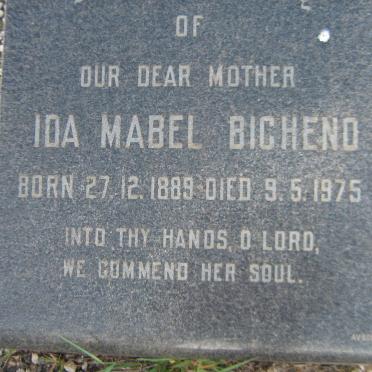 OF
OUR DEAR MOTHER
IDA MABEL BICHENO
BORN 27.12.1889 DIED 9.5.1975
INTO THY HANDS, O LORD,
WE COMMEND HER SOUL.